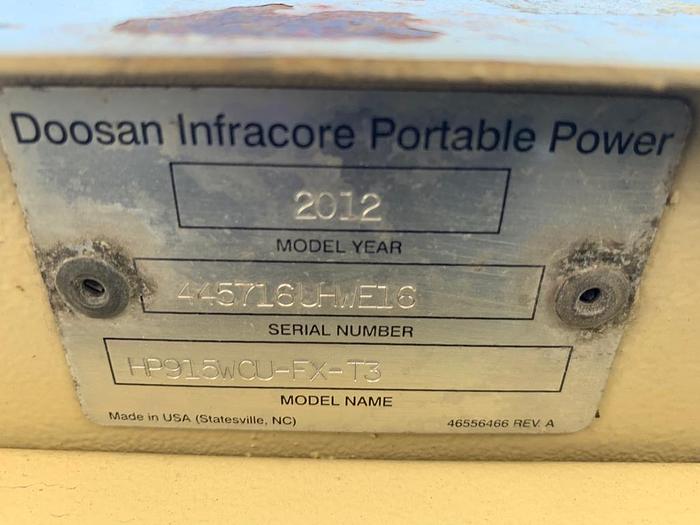 Doosan Infracore Portable Power
2012
MODEL YEAR
445716UHWE16
SERIAL NUMBER
HP915WCU-FX-T3
MODEL NAME
Made in USA (Statesville, NC)
46556466 REV. A